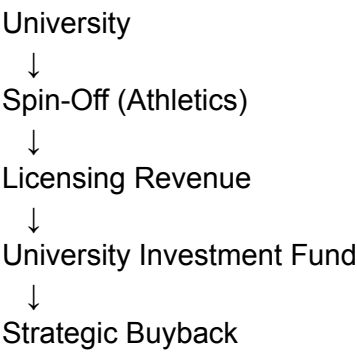 University
↓
Spin-Off (Athletics)
↓
Licensing Revenue
↓
University Investment Fund
↓
Strategic Buyback